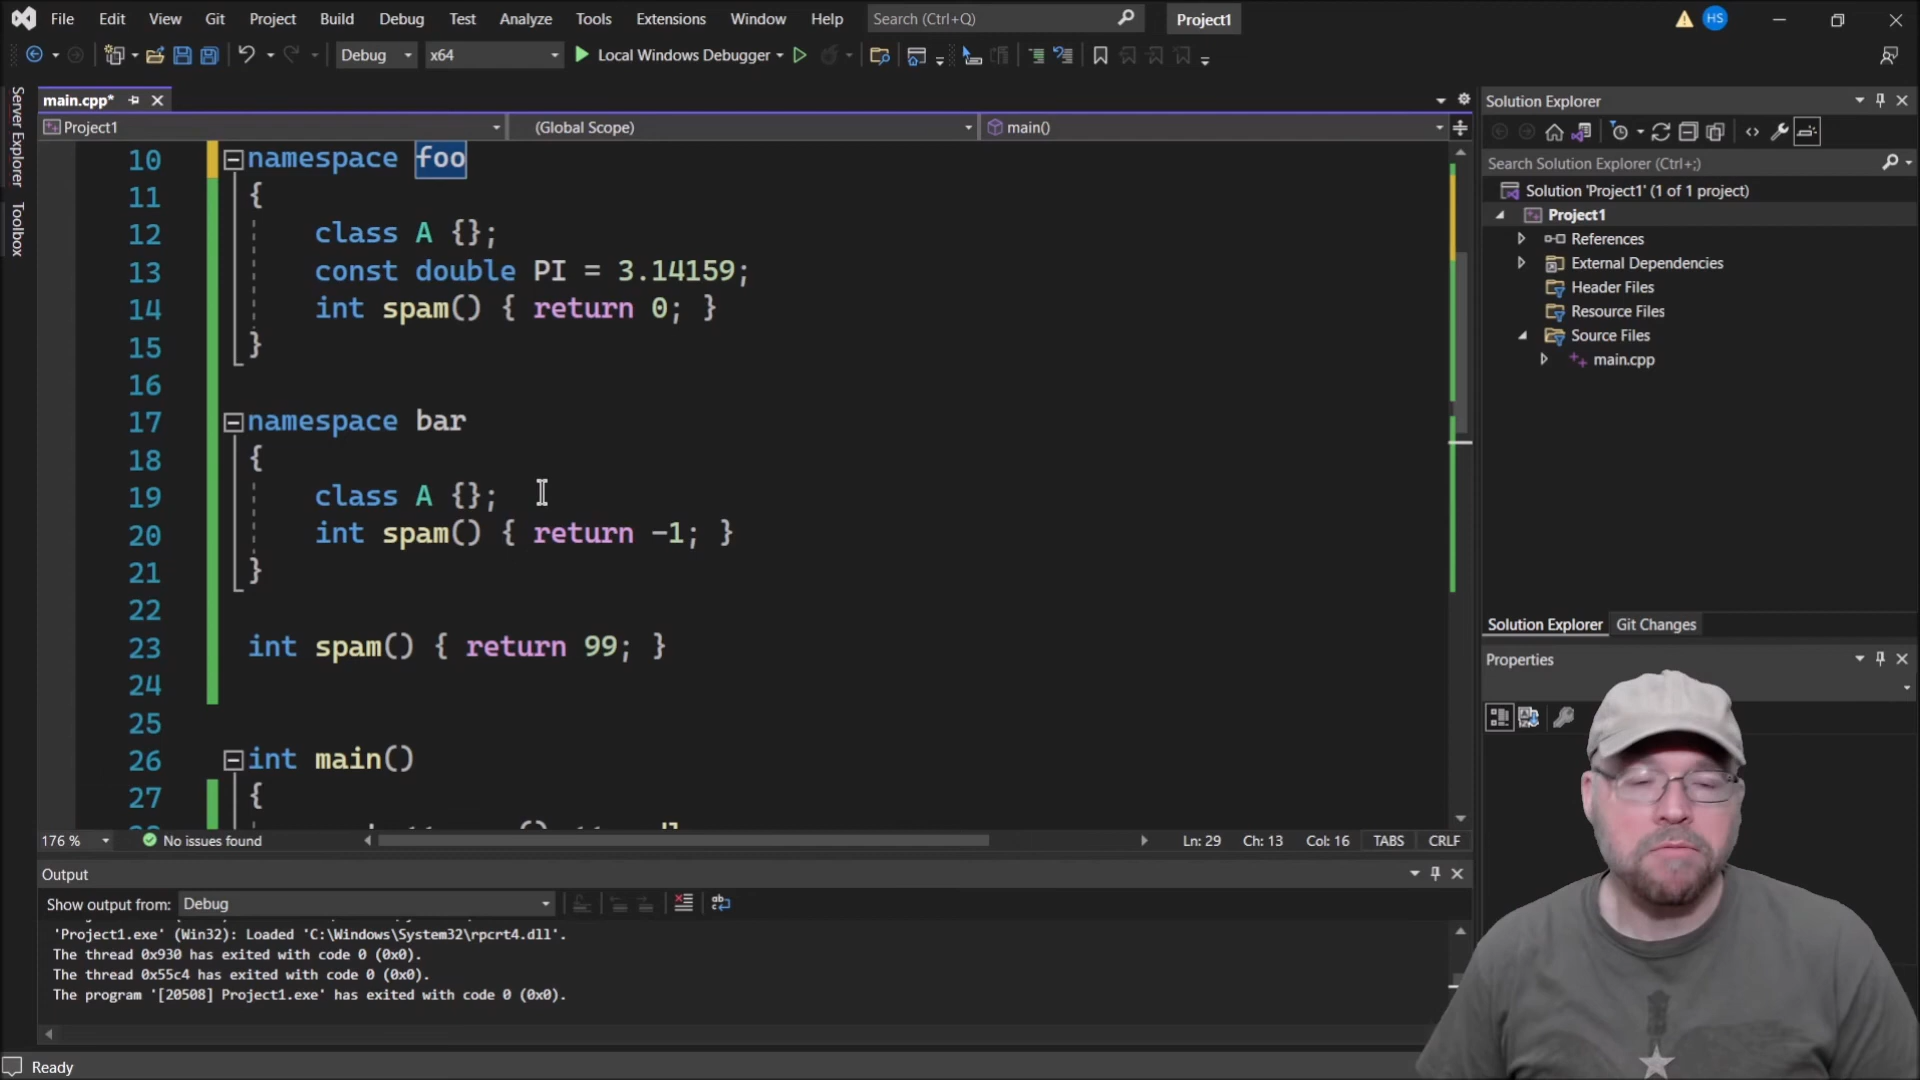 File Edit View Git Project Build Debug Test Analyze Tools Extensions Window Help Search (Ctrl+Q) Project1 HS
Debug x64 Local Windows Debugger
Server Explorer
Toolbox
main.cpp*
Project1 (Global Scope) main()
10 namespace foo
11 {
12 class A {};
13 const double PI = 3.14159;
14 int spam() { return 0; }
15 }
16
17 namespace bar
18 {
19 class A {};
20 int spam() { return -1; }
21 }
22
23 int spam() { return 99; }
24
25
26 int main()
27 {
176 % No issues found Ln: 29 Ch: 13 Col: 16 TABS CRLF
Output
Show output from: Debug
'Project1.exe' (Win32): Loaded 'C:\Windows\System32\rpcrt4.dll'.
The thread 0x930 has exited with code 0 (0x0).
The thread 0x55c4 has exited with code 0 (0x0).
The program '[20508] Project1.exe' has exited with code 0 (0x0).
Ready
Solution Explorer
Search Solution Explorer (Ctrl+;)
Solution 'Project1' (1 of 1 project)
Project1
References
External Dependencies
Header Files
Resource Files
Source Files
main.cpp
Solution Explorer Git Changes
Properties